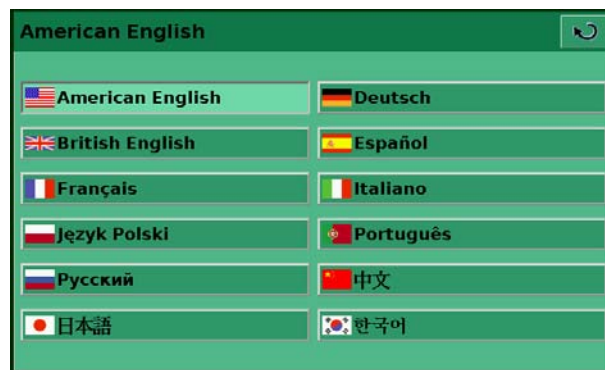 American English
American English
Deutsch
British English
Español
Français
Italiano
Język Polski
Português
Русский
中文
日本語
한국어